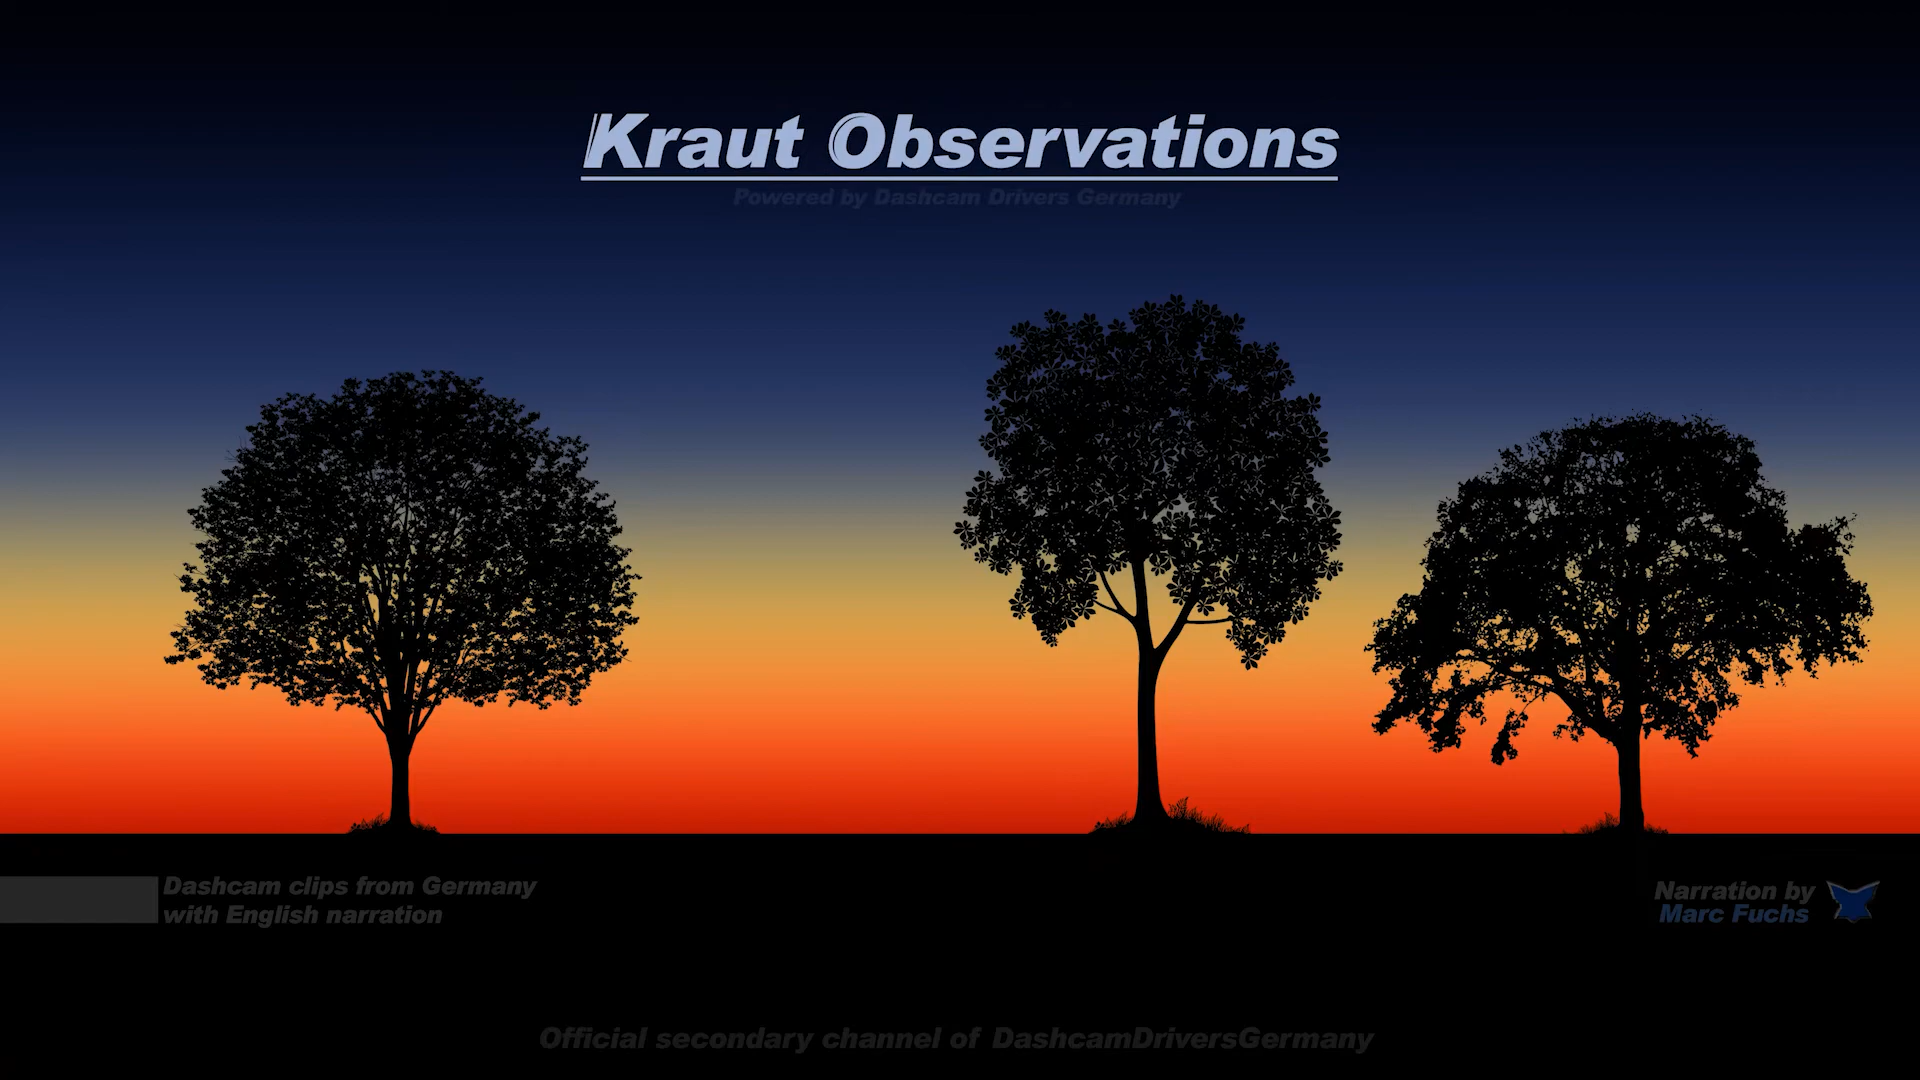 Kraut Observations
Powered by Dashcam Drivers Germany
Dashcam clips from Germany
with English narration
Narration by
Marc Fuchs
Official secondary channel of DashcamDriversGermany